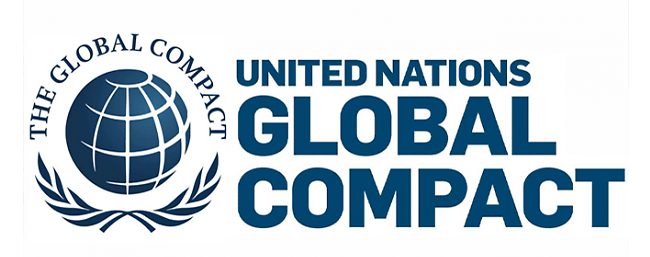 THE GLOBAL COMPACT
UNITED NATIONS
GLOBAL
COMPACT